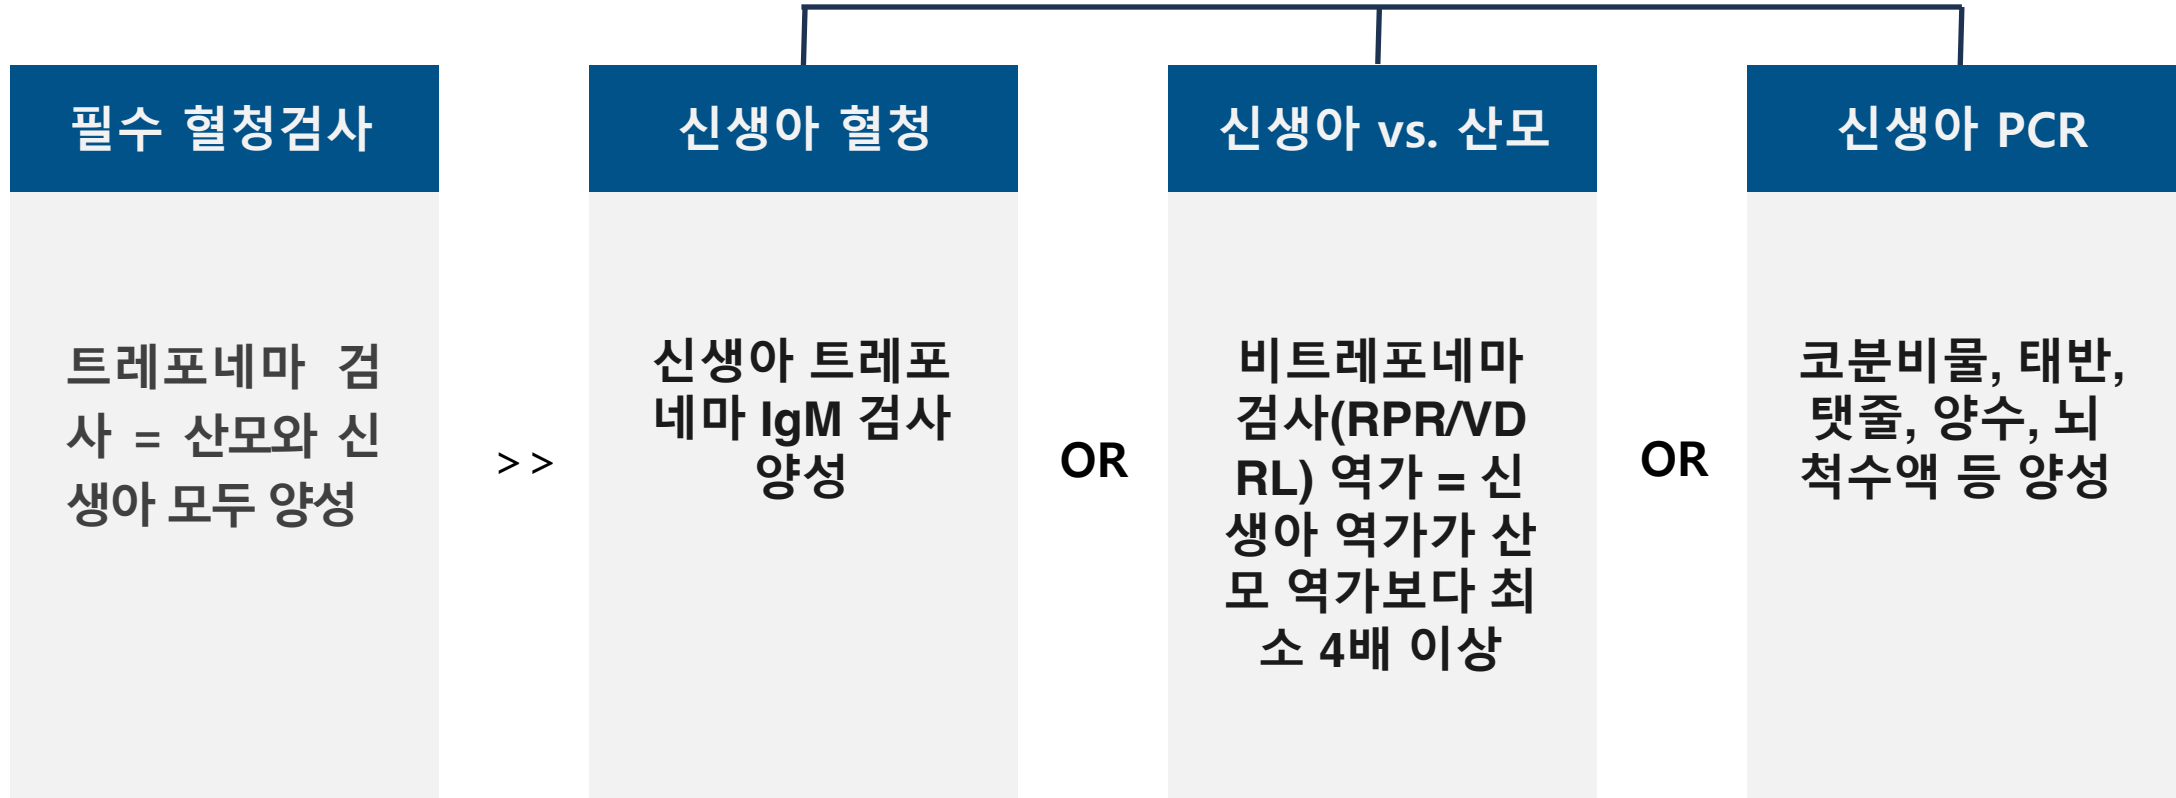 필수 혈청검사
트레포네마 검
사 = 산모와 신
생아 모두 양성
>>
신생아 혈청
신생아 트레포
네마 IgM 검사
양성
OR
신생아 vs. 산모
비트레포네마
검사(RPR/VD
RL) 역가 = 신
생아 역가가 산
모 역가보다 최
소 4배 이상
OR
신생아 PCR
코분비물, 태반,
탯줄, 양수, 뇌
척수액 등 양성